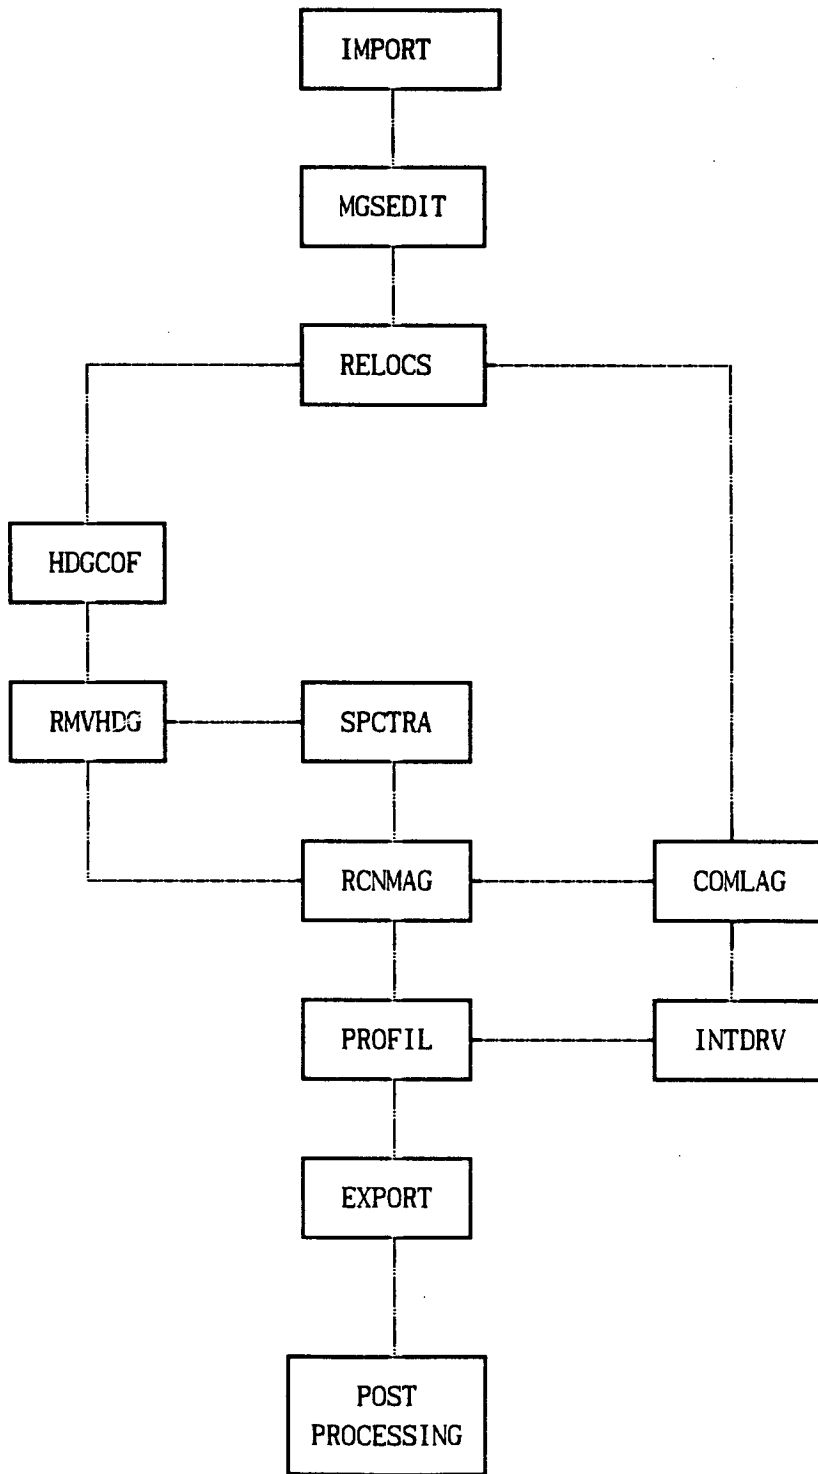 IMPORT
MGSEDIT
RELOCS
HDGCOF
RMVHDG
SPCTRA
RCNMAG
COMLAG
PROFIL
INTDRV
EXPORT
POST
PROCESSING